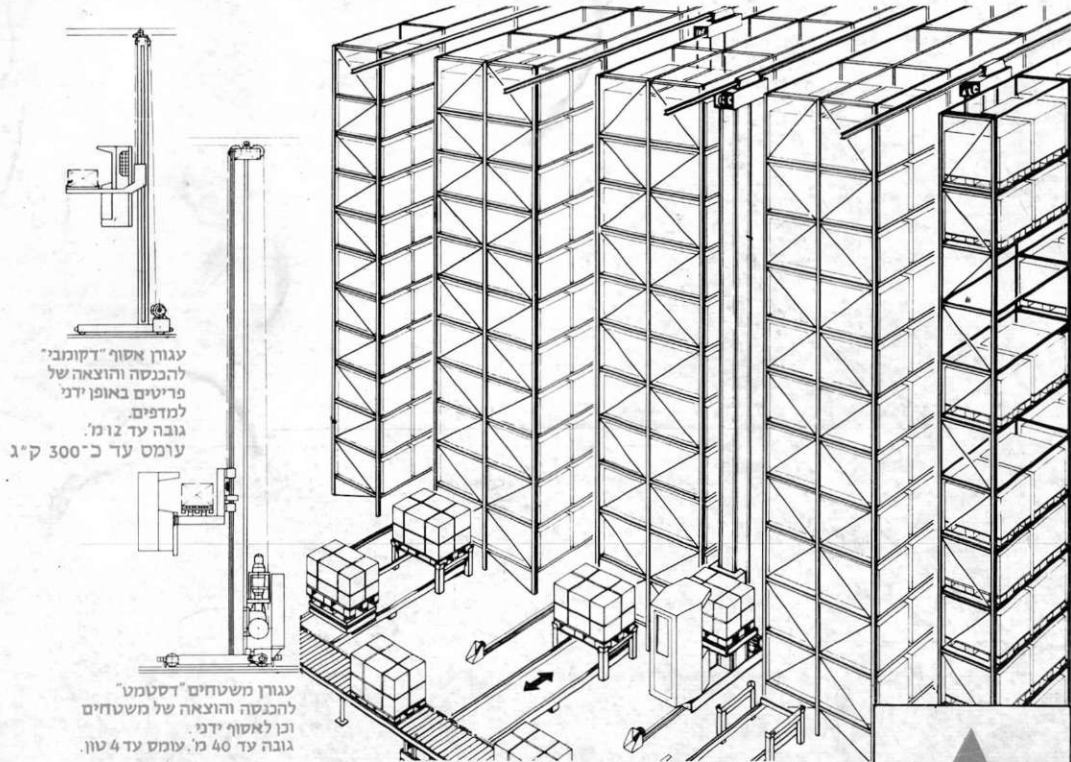 עגורן אסוף "דקומבי"
להכנסה והוצאה של
פריטים באופן ידני
למדפים.
גובה עד 12 מ'.
עומס עד כ־300 ק"ג
עגורן משטחים "דסטמט"
להכנסה והוצאה של משטחים
וכן לאסוף ידני.
גובה עד 40 מ'. עומס עד 4 טון.